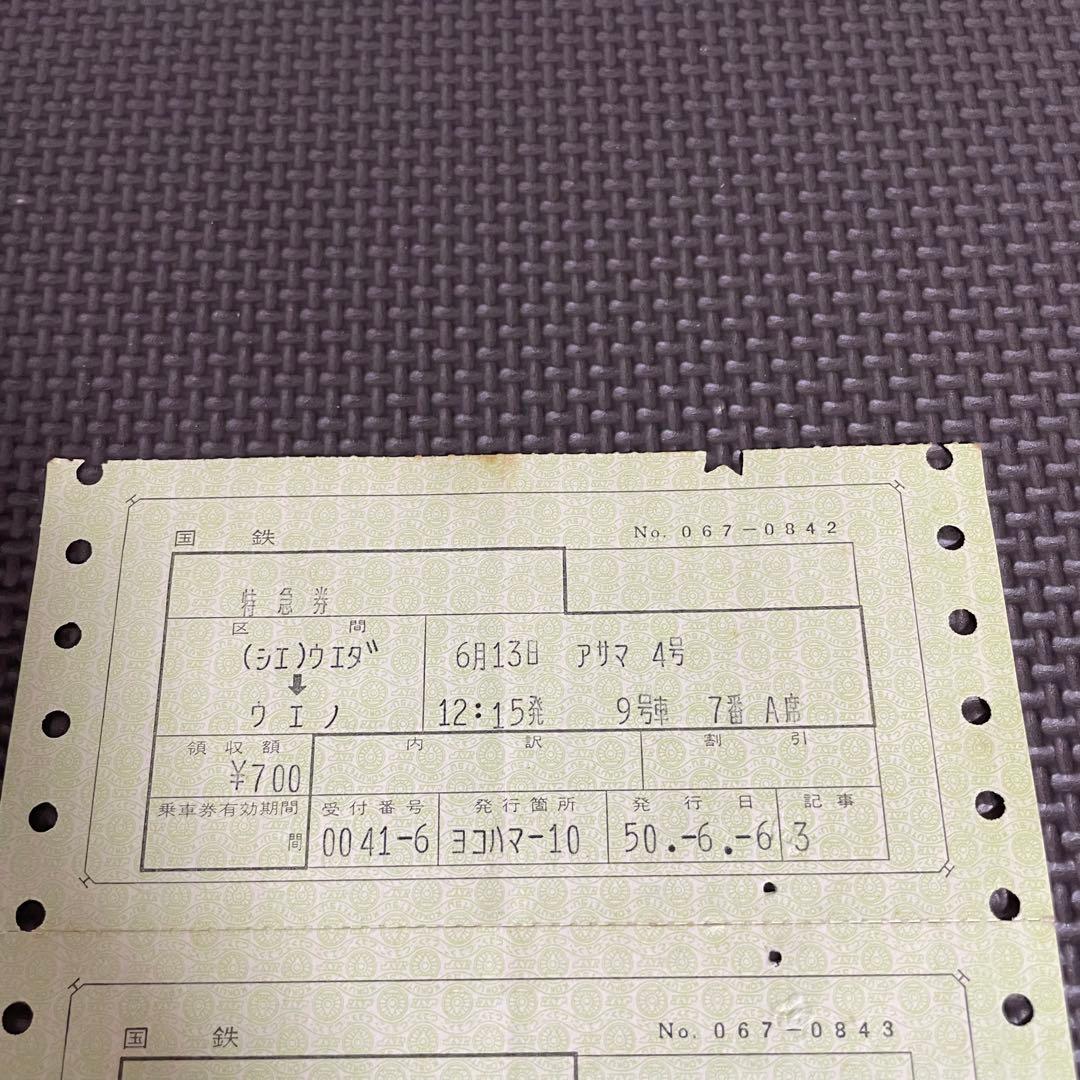 国鉄 No. 067-0842
特急券
区間
(シエ)ウエダ 6月13日 アサマ 4号
⬇
ウエノ 12:15発 9号車 7番 A席
領収額 内訳 割引
¥700
乗車券有効期間 受付番号 発行箇所 発行日 記事
間 0041-6 ヨコハマ-10 50.-6.-6 3
国鉄 No. 067-0843